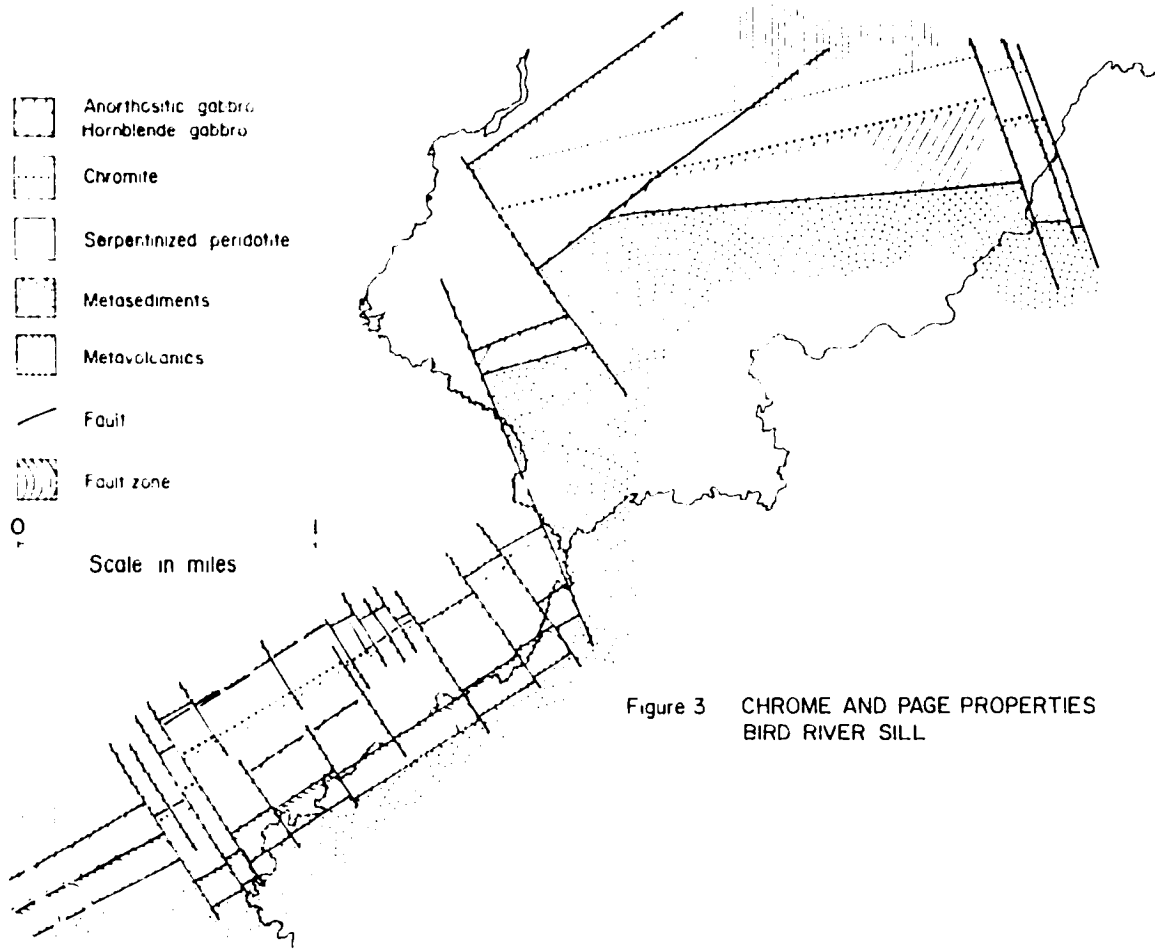 Anorthositic gabbro
Hornblende gabbro
Chromite
Serpentinized peridotite
Metasediments
Metavolcanics
Fault
Fault zone
0 1
Scale in miles
Figure 3 CHROME AND PAGE PROPERTIES
BIRD RIVER SILL